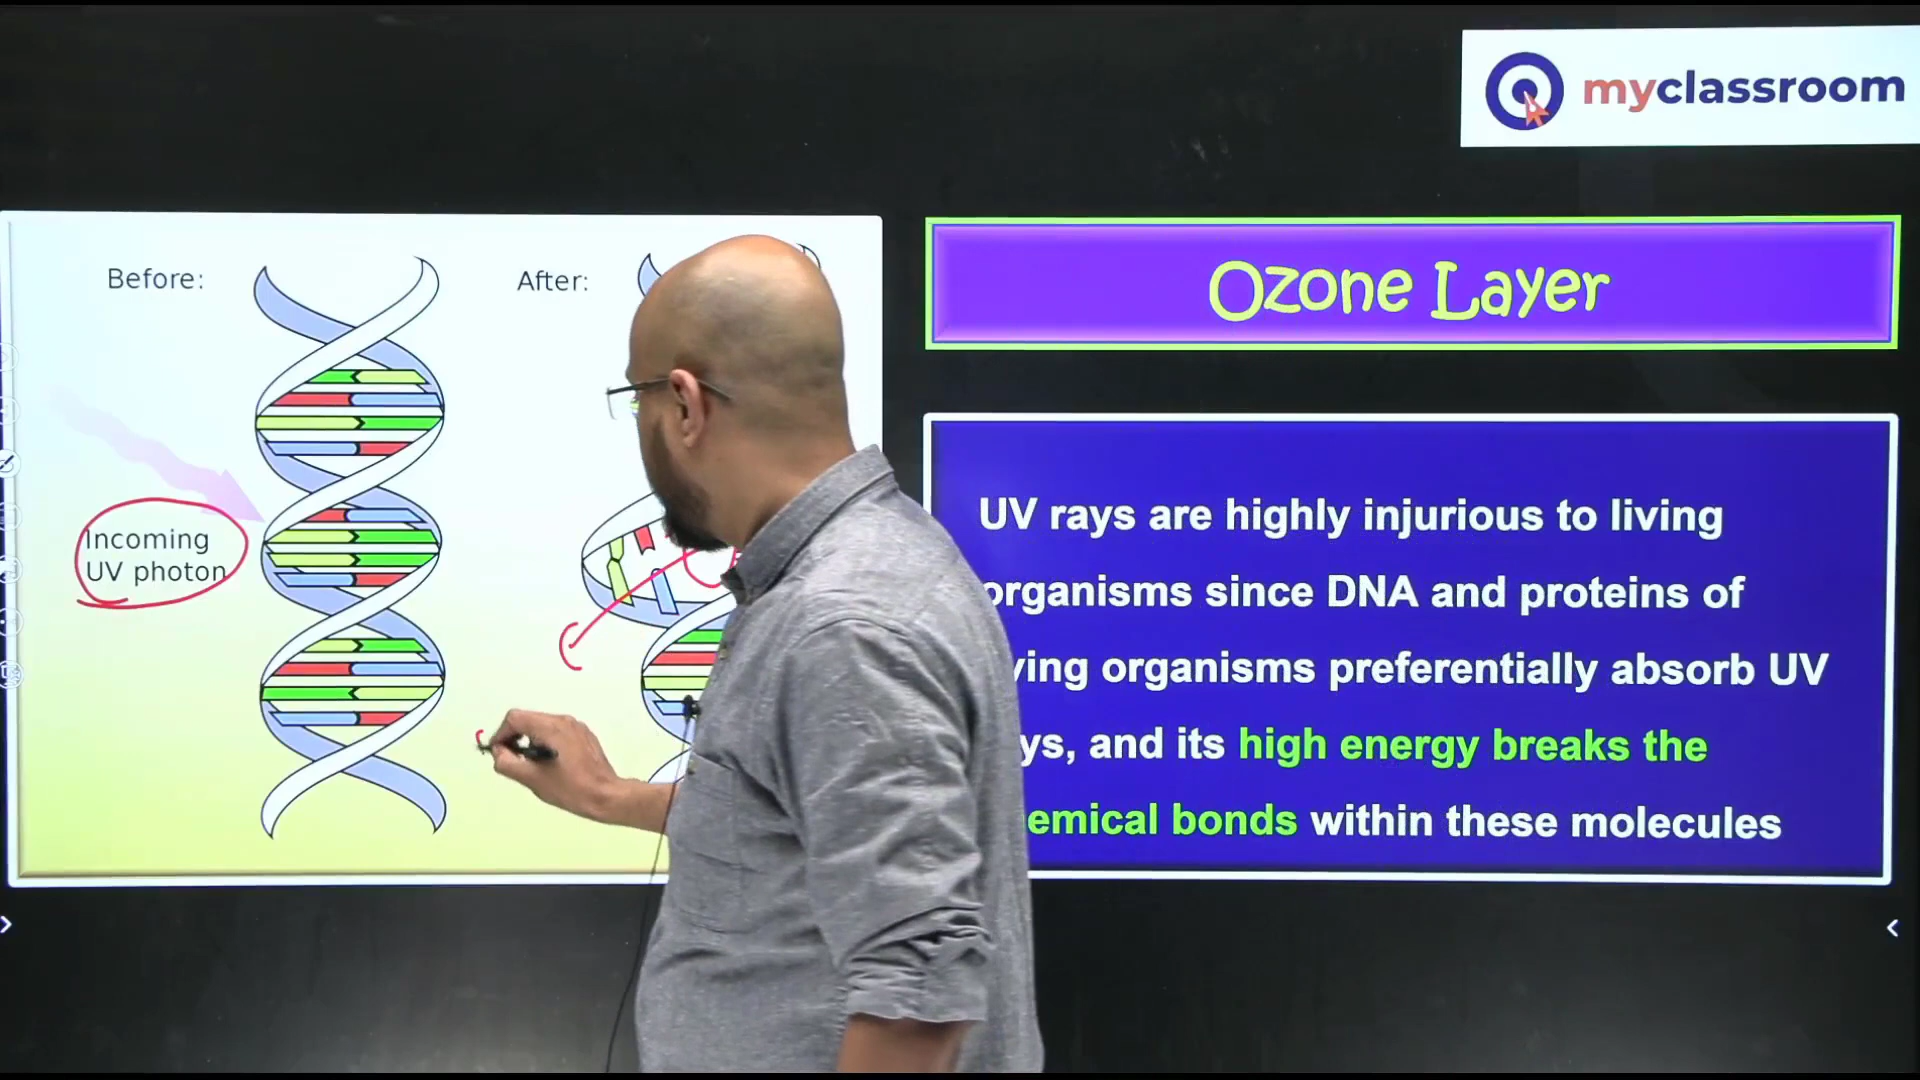 myclassroom
Before:
After:
Incoming
UV photon
Ozone Layer
UV rays are highly injurious to living
organisms since DNA and proteins of
ving organisms preferentially absorb UV
ys, and its high energy breaks the
emical bonds within these molecules